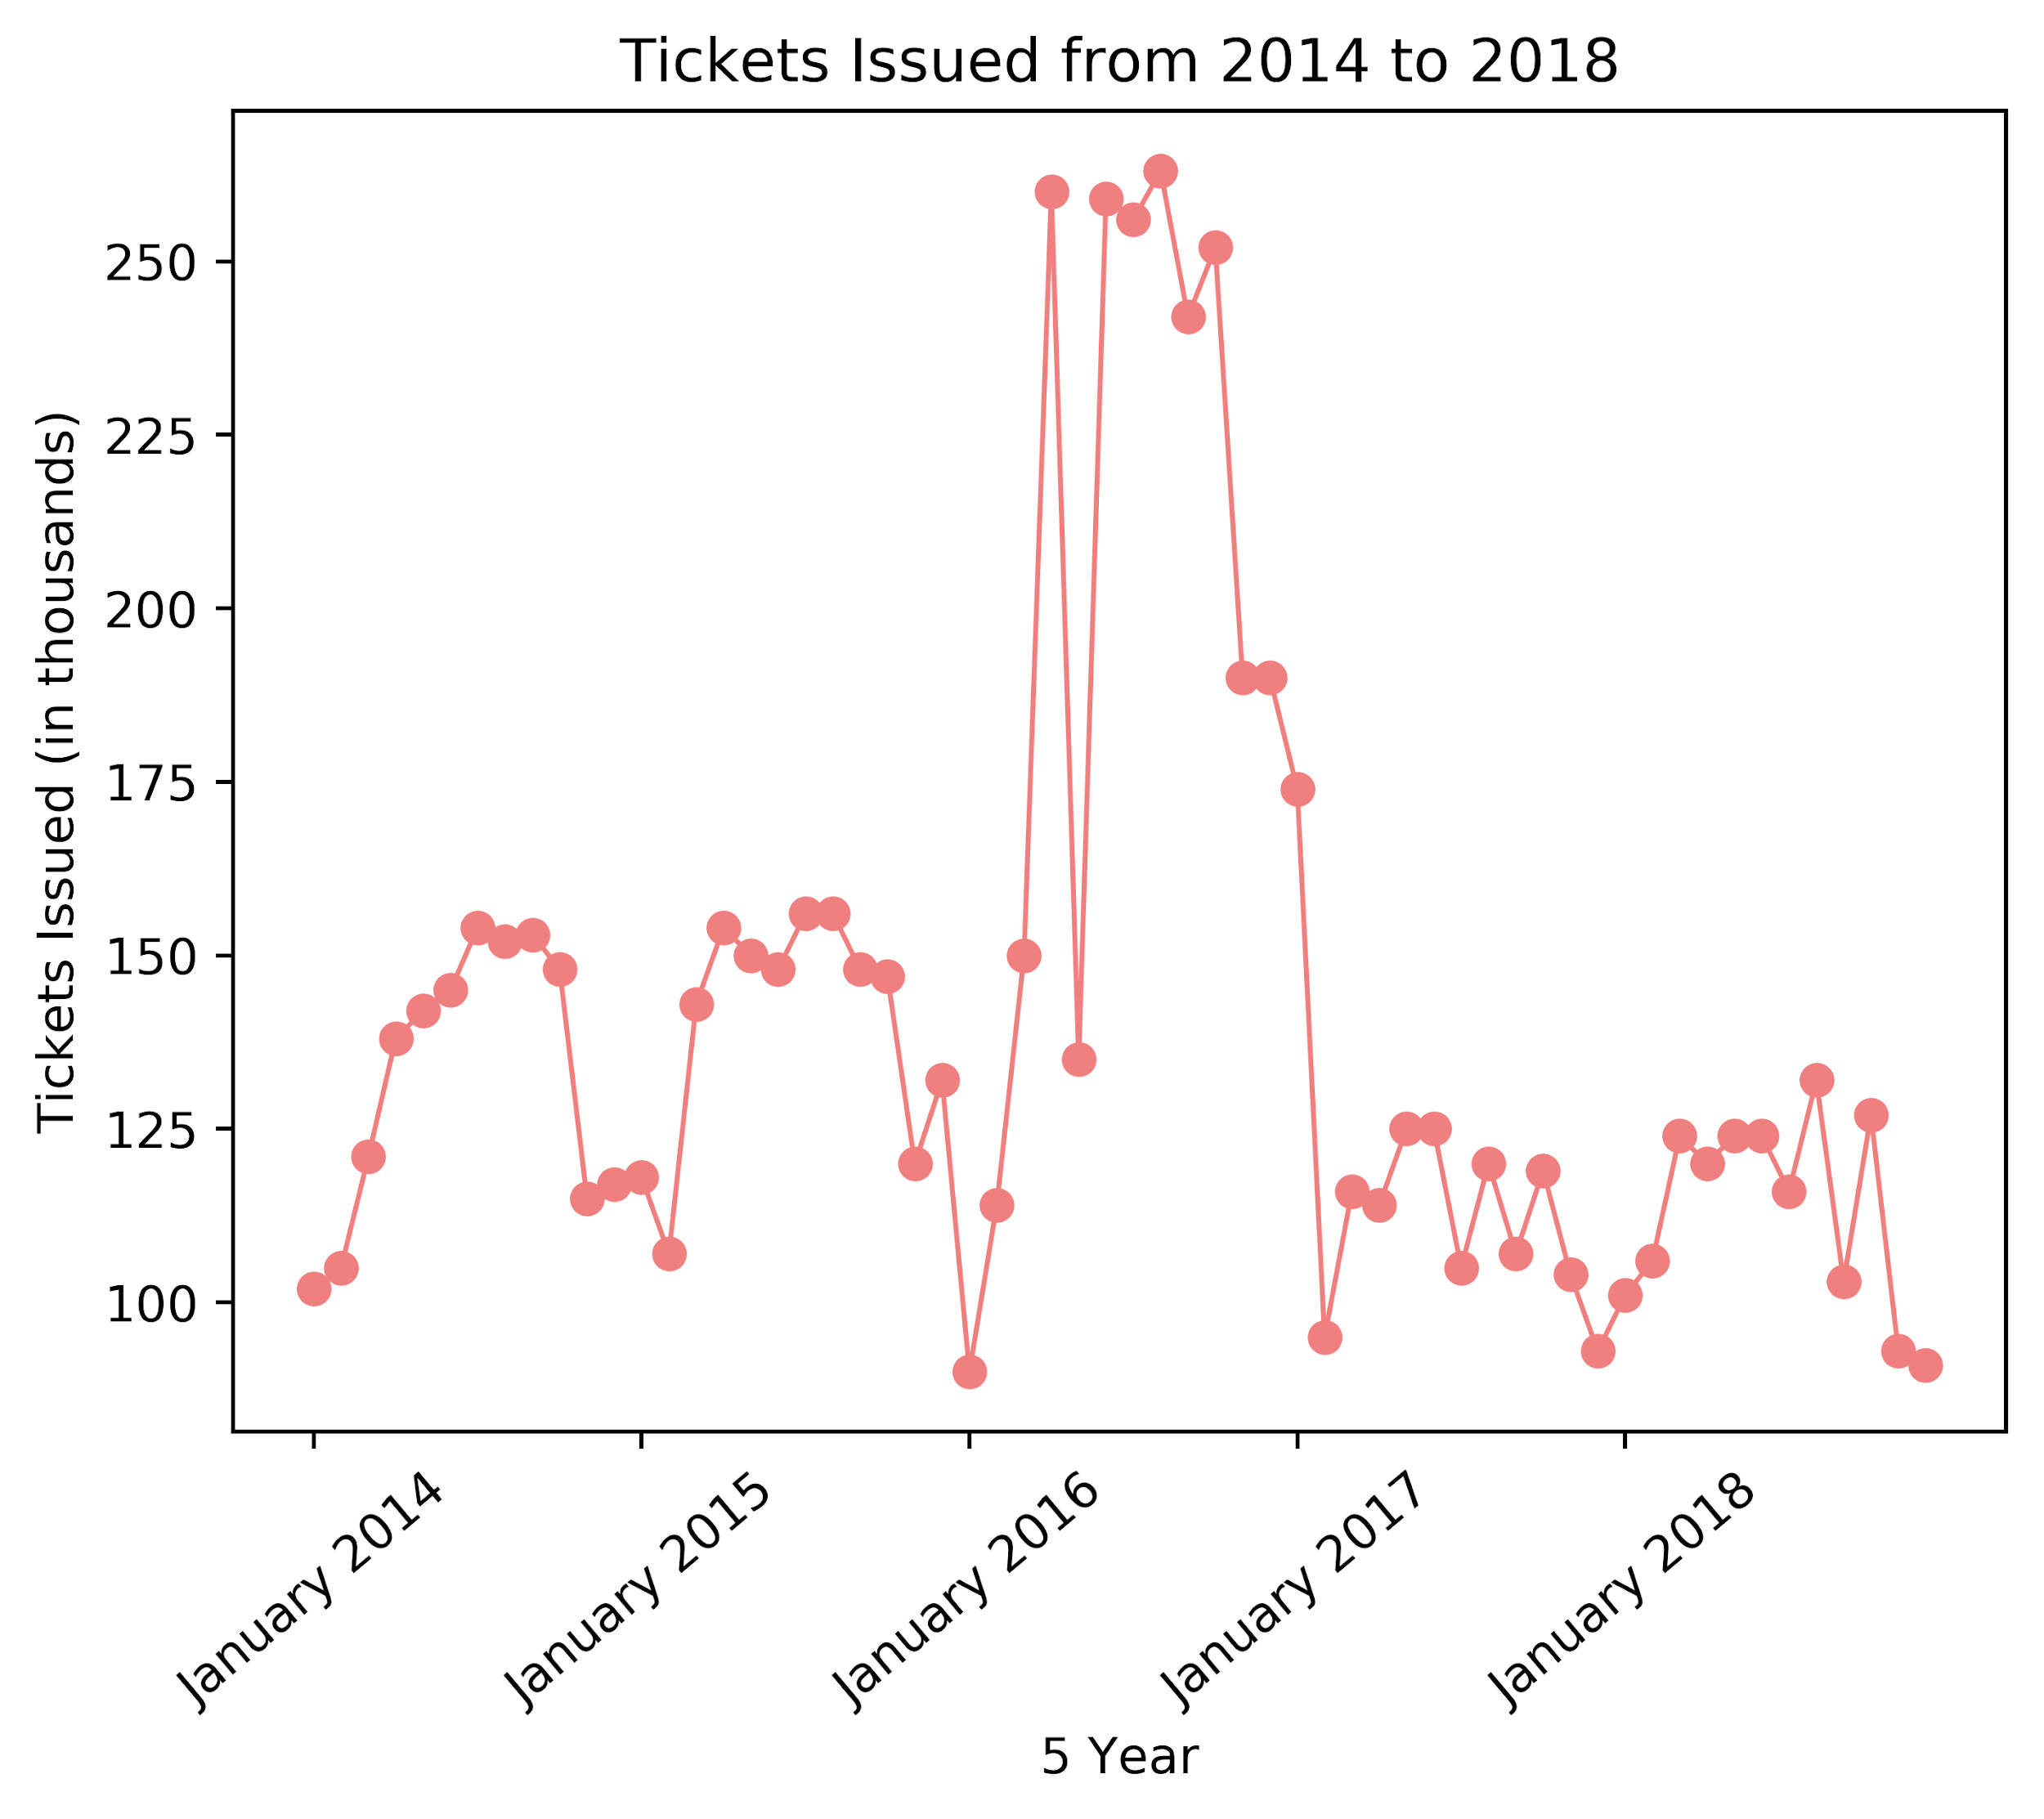 Tickets Issued from 2014 to 2018
Tickets Issued (in thousands)
250
225
200
175
150
125
100
January 2014
January 2015
January 2016
January 2017
January 2018
5 Year